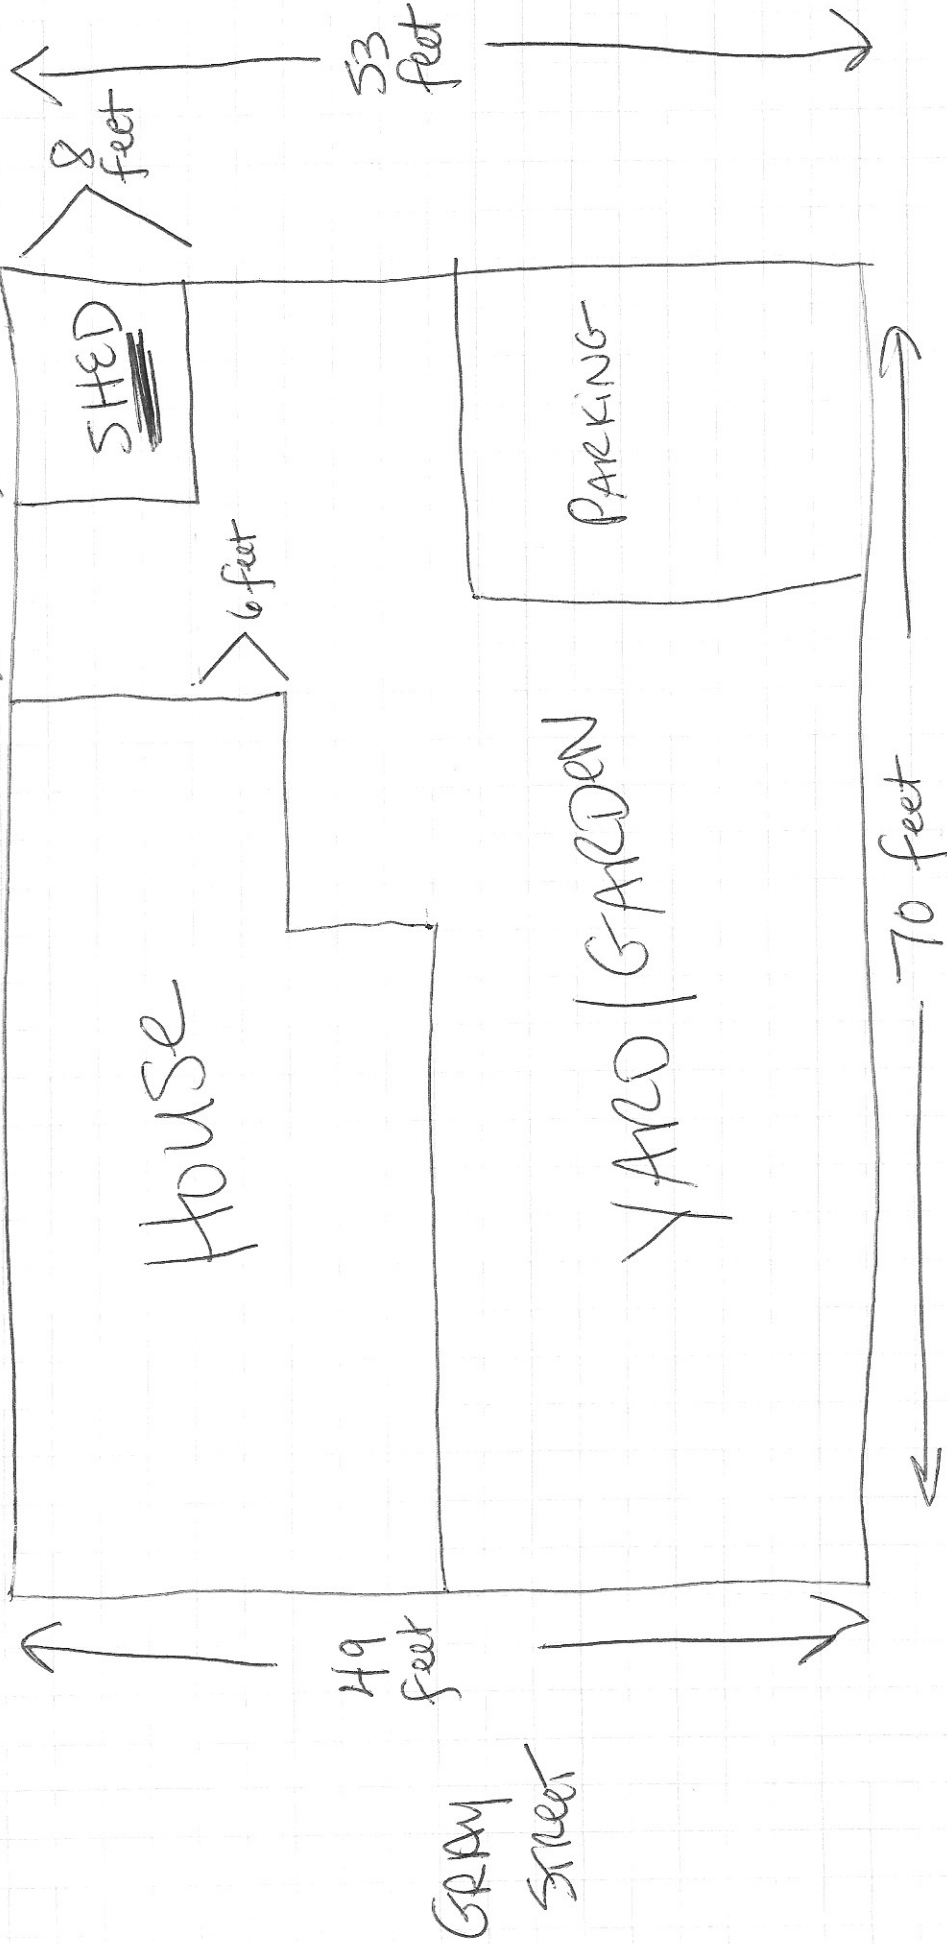 8
feet
53
feet
SHED
6 feet
PARKING
HOUSE
YARD/GARDEN
70 feet
49
feet
GRAY
STREET